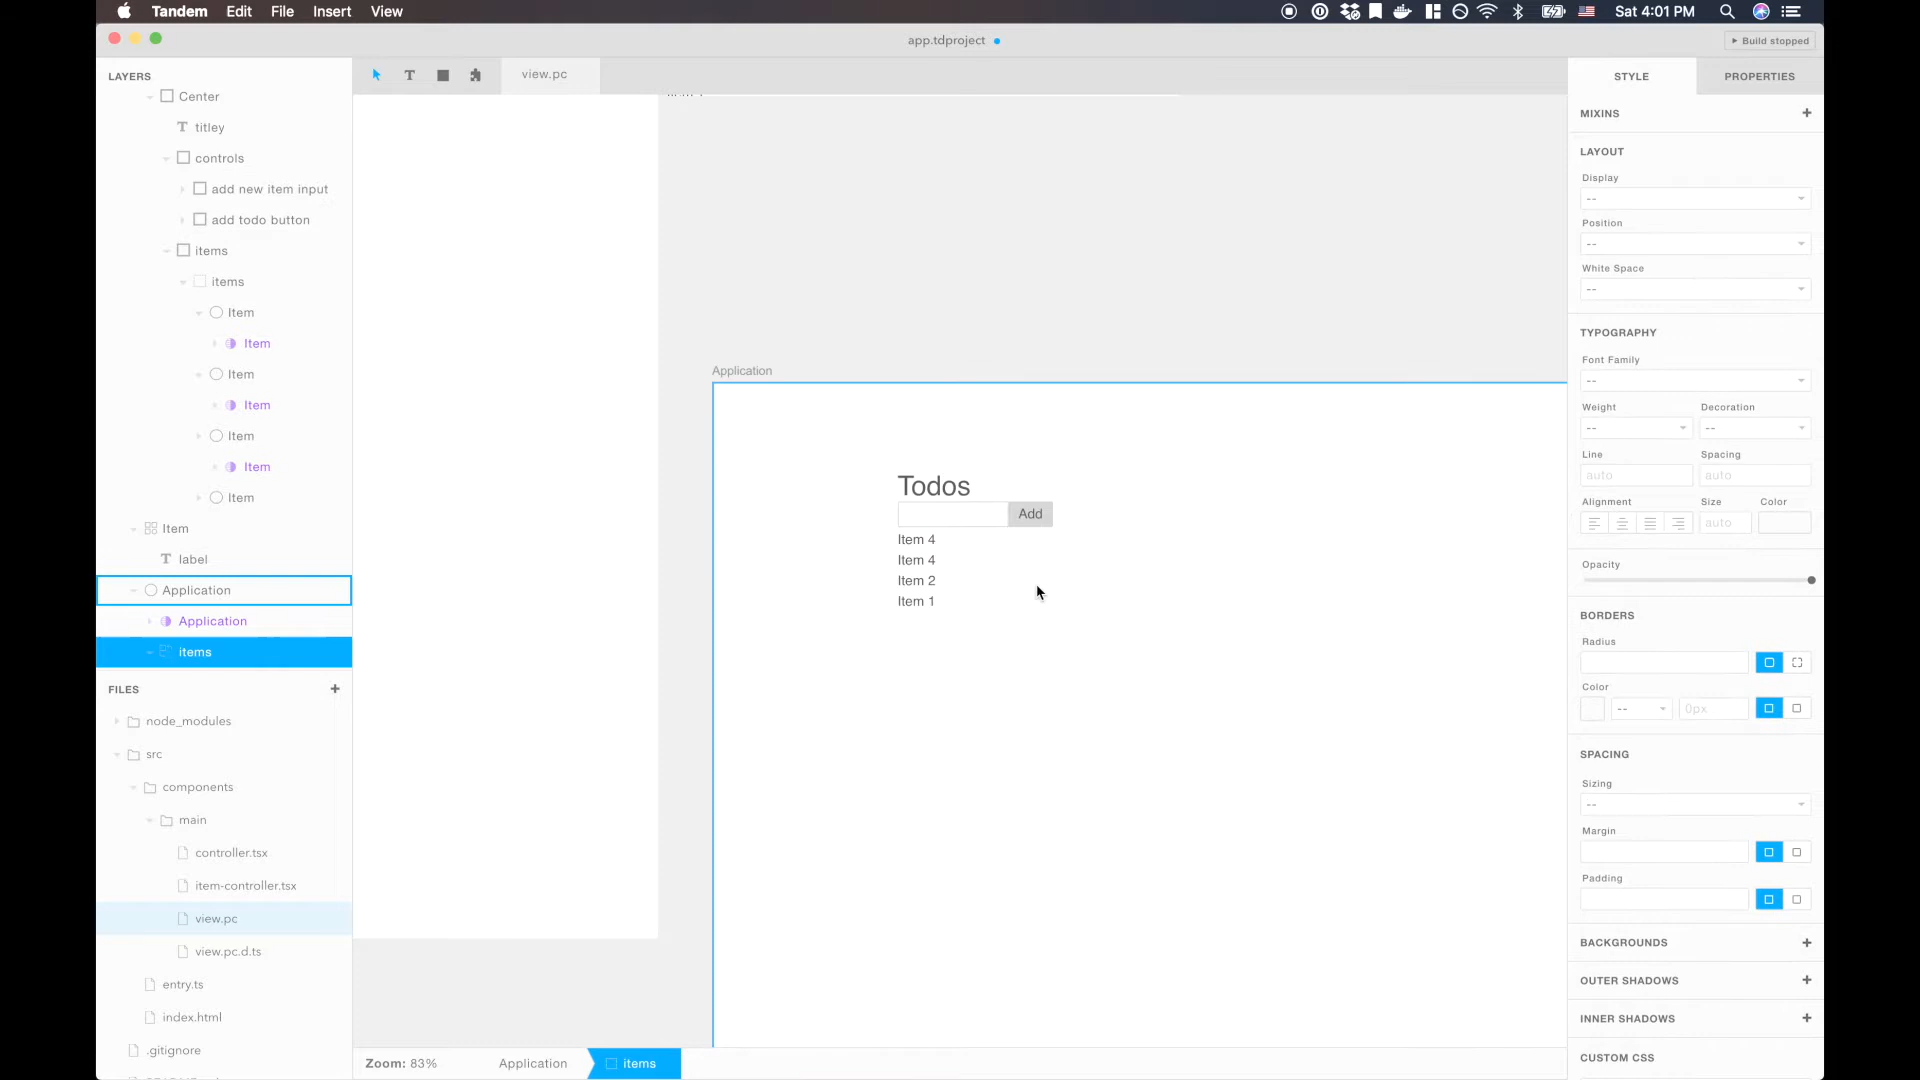 Tandem Edit File Insert View
Sat 4:01 PM
app.tdproject
Build stopped
LAYERS
Center
titley
controls
add new item input
add todo button
items
items
Item
Item
Item
Item
Item
Item
Item
Item
label
Application
Application
items
FILES
node_modules
src
components
main
controller.tsx
item-controller.tsx
view.pc
view.pc.d.ts
entry.ts
index.html
.gitignore
view.pc
Application
Todos
Add
Item 4
Item 4
Item 2
Item 1
Zoom: 83%
Application
items
STYLE
PROPERTIES
MIXINS
LAYOUT
Display
--
Position
--
White Space
--
TYPOGRAPHY
Font Family
--
Weight Decoration
-- --
Line Spacing
auto auto
Alignment Size Color
auto
Opacity
BORDERS
Radius
Color
-- 0px
SPACING
Sizing
--
Margin
Padding
BACKGROUNDS
OUTER SHADOWS
INNER SHADOWS
CUSTOM CSS